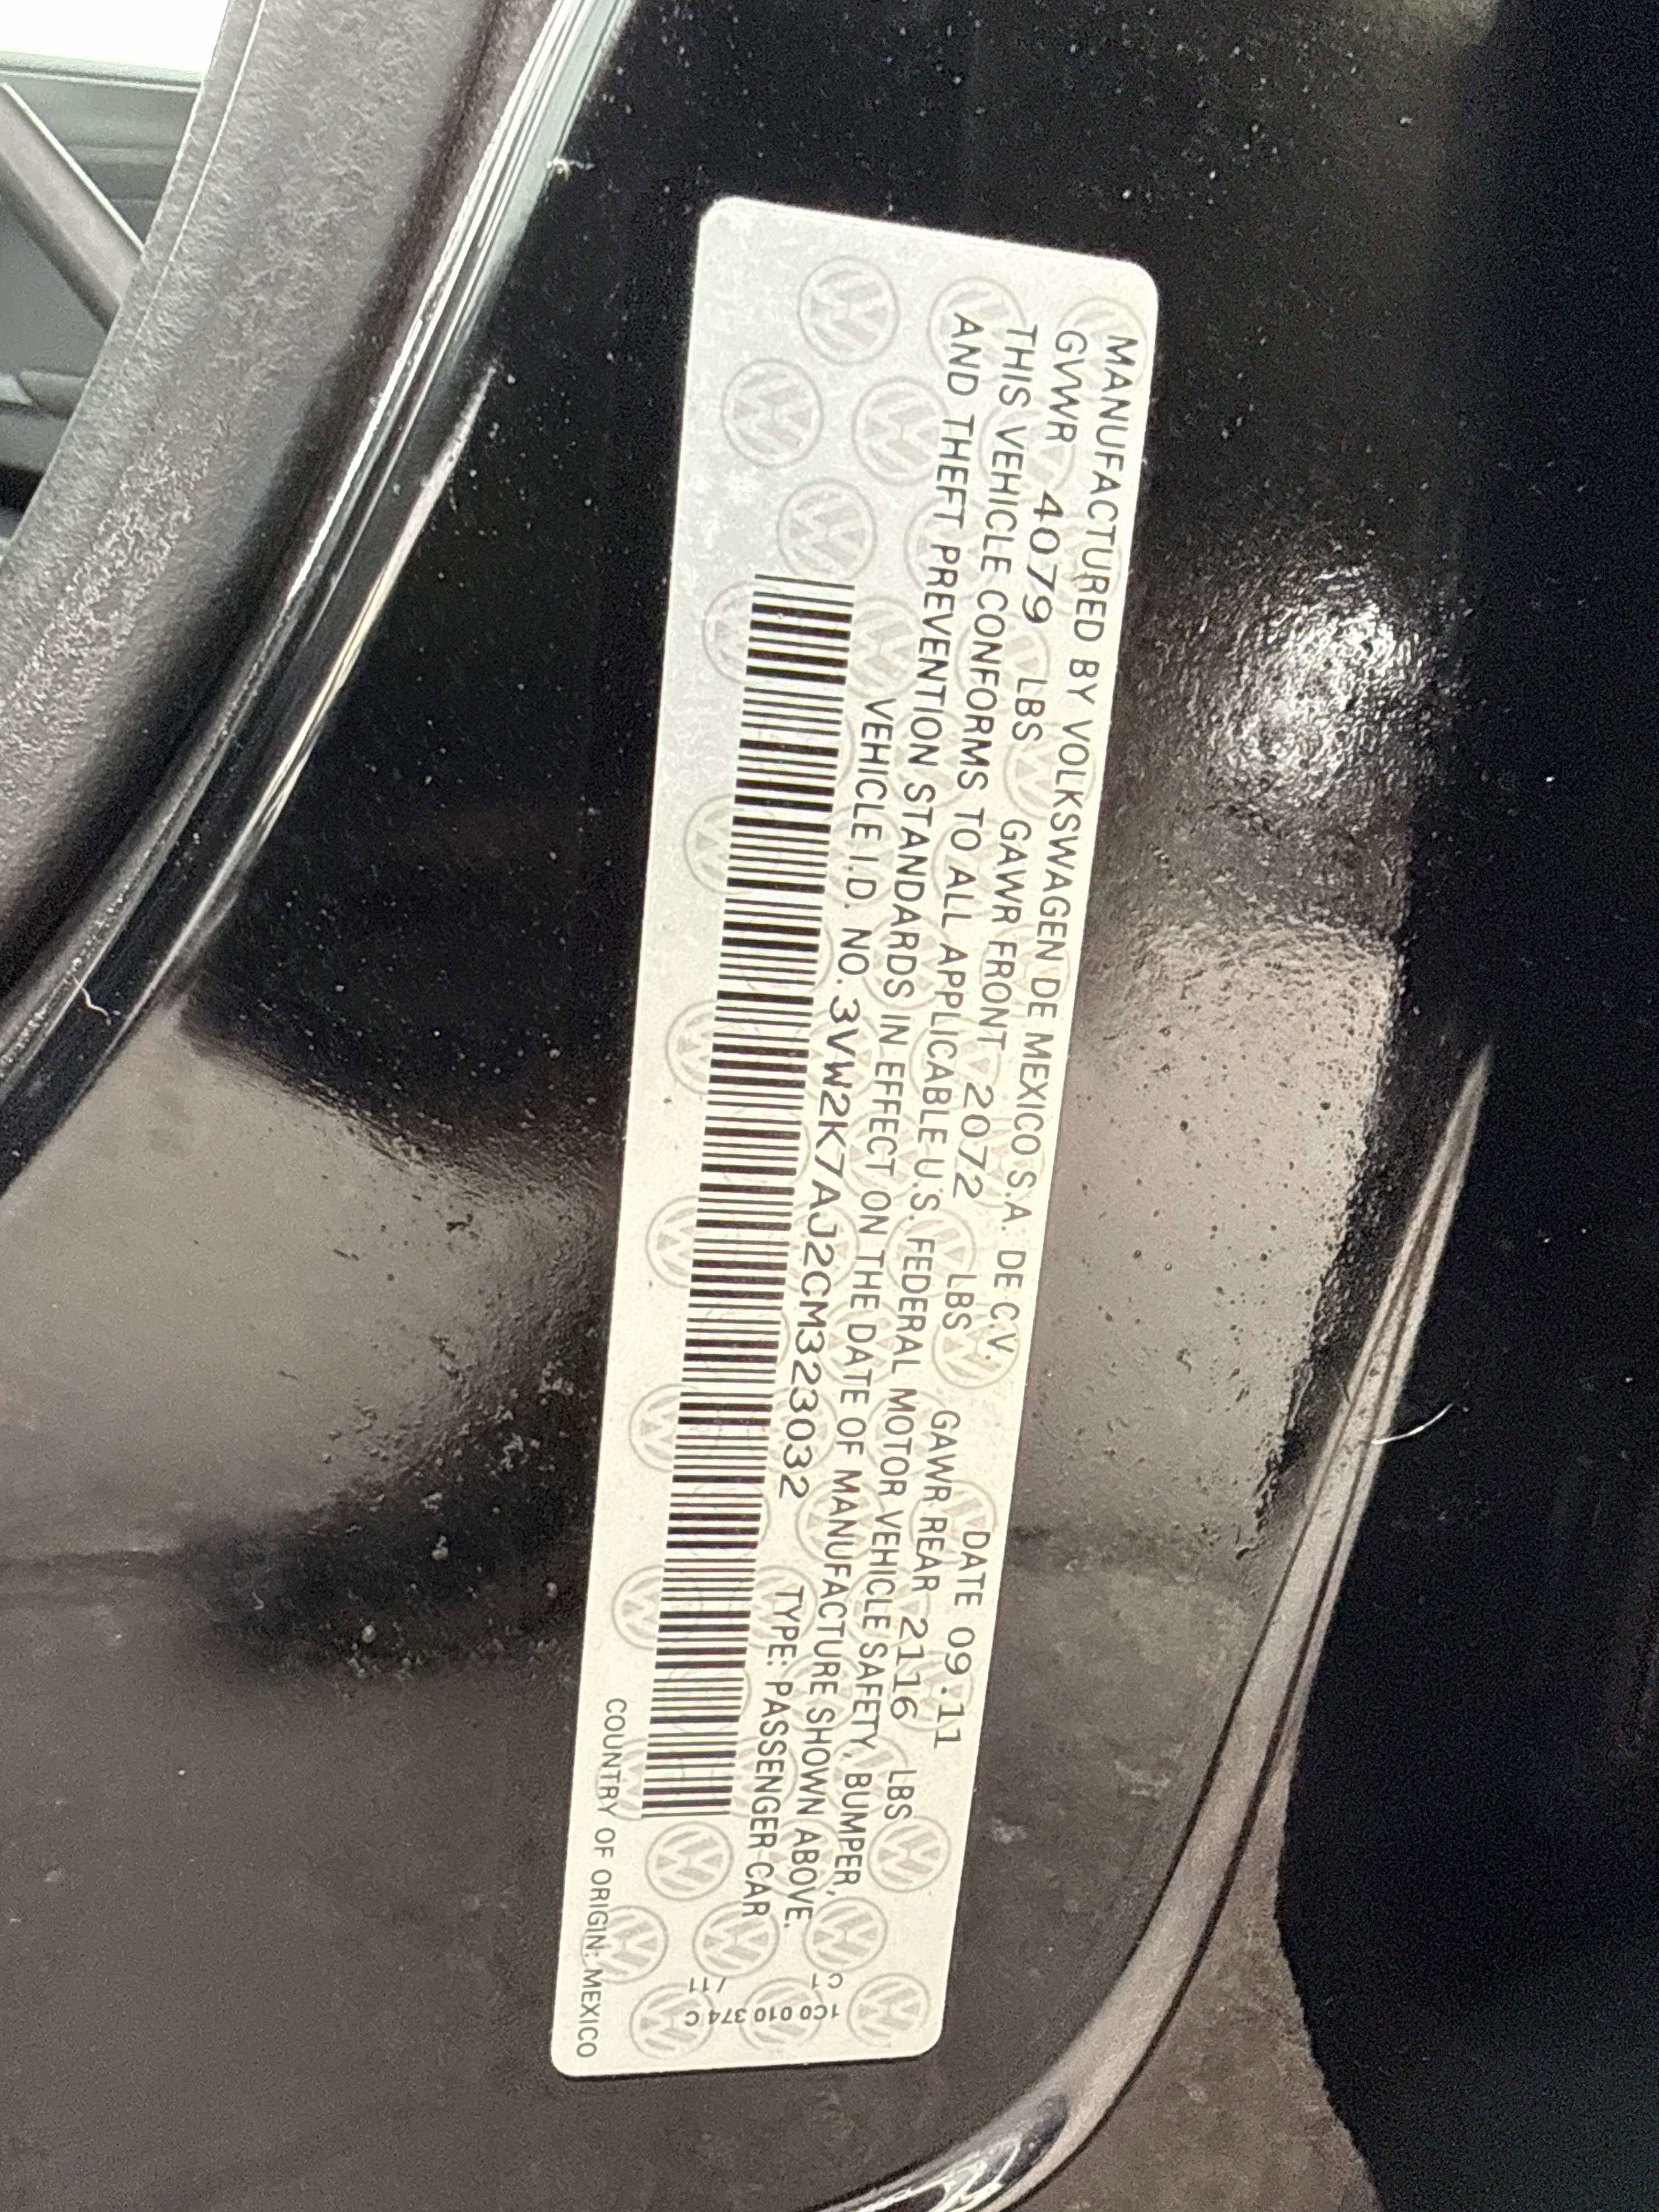 MANUFACTURED BY VOLKSWAGEN DE MEXICO S.A. DE C.V. DATE 09.11
GVWR 4079 LBS GAWR FRONT 2072 LBS GAWR REAR 2116 LBS
THIS VEHICLE CONFORMS TO ALL APPLICABLE U.S. FEDERAL MOTOR VEHICLE SAFETY, BUMPER,
AND THEFT PREVENTION STANDARDS IN EFFECT ON THE DATE OF MANUFACTURE SHOWN ABOVE.
VEHICLE I.D. NO. 3VW2K7AJ2CM323032 TYPE: PASSENGER CAR
COUNTRY OF ORIGIN: MEXICO
1C0 010 374 C
C1 /11